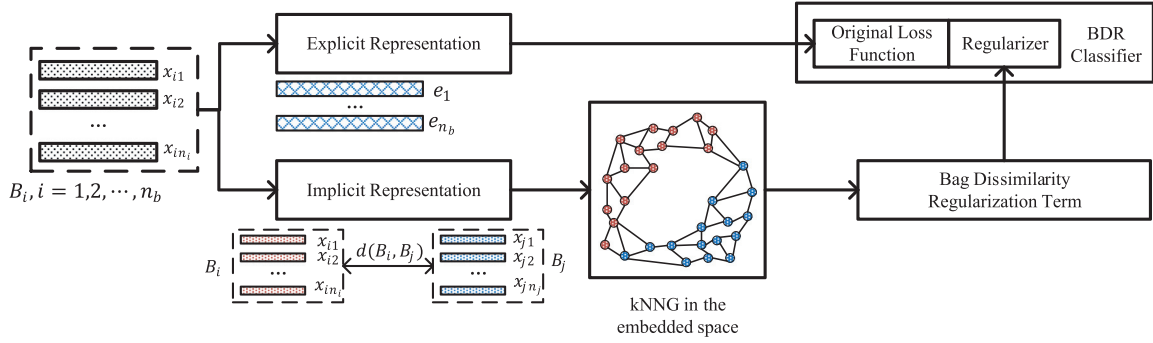 x_{i1}
x_{i2}
...
x_{in_i}
B_i, i = 1,2, ⋯, n_b
Explicit Representation
e_1
...
e_{n_b}
Implicit Representation
B_i
x_{i1}
x_{i2}
...
x_{in_i}
d(B_i, B_j)
x_{j1}
x_{j2}
...
x_{jn_j}
B_j
kNNG in the
embedded space
Original Loss
Function
Regularizer
BDR
Classifier
Bag Dissimilarity
Regularization Term